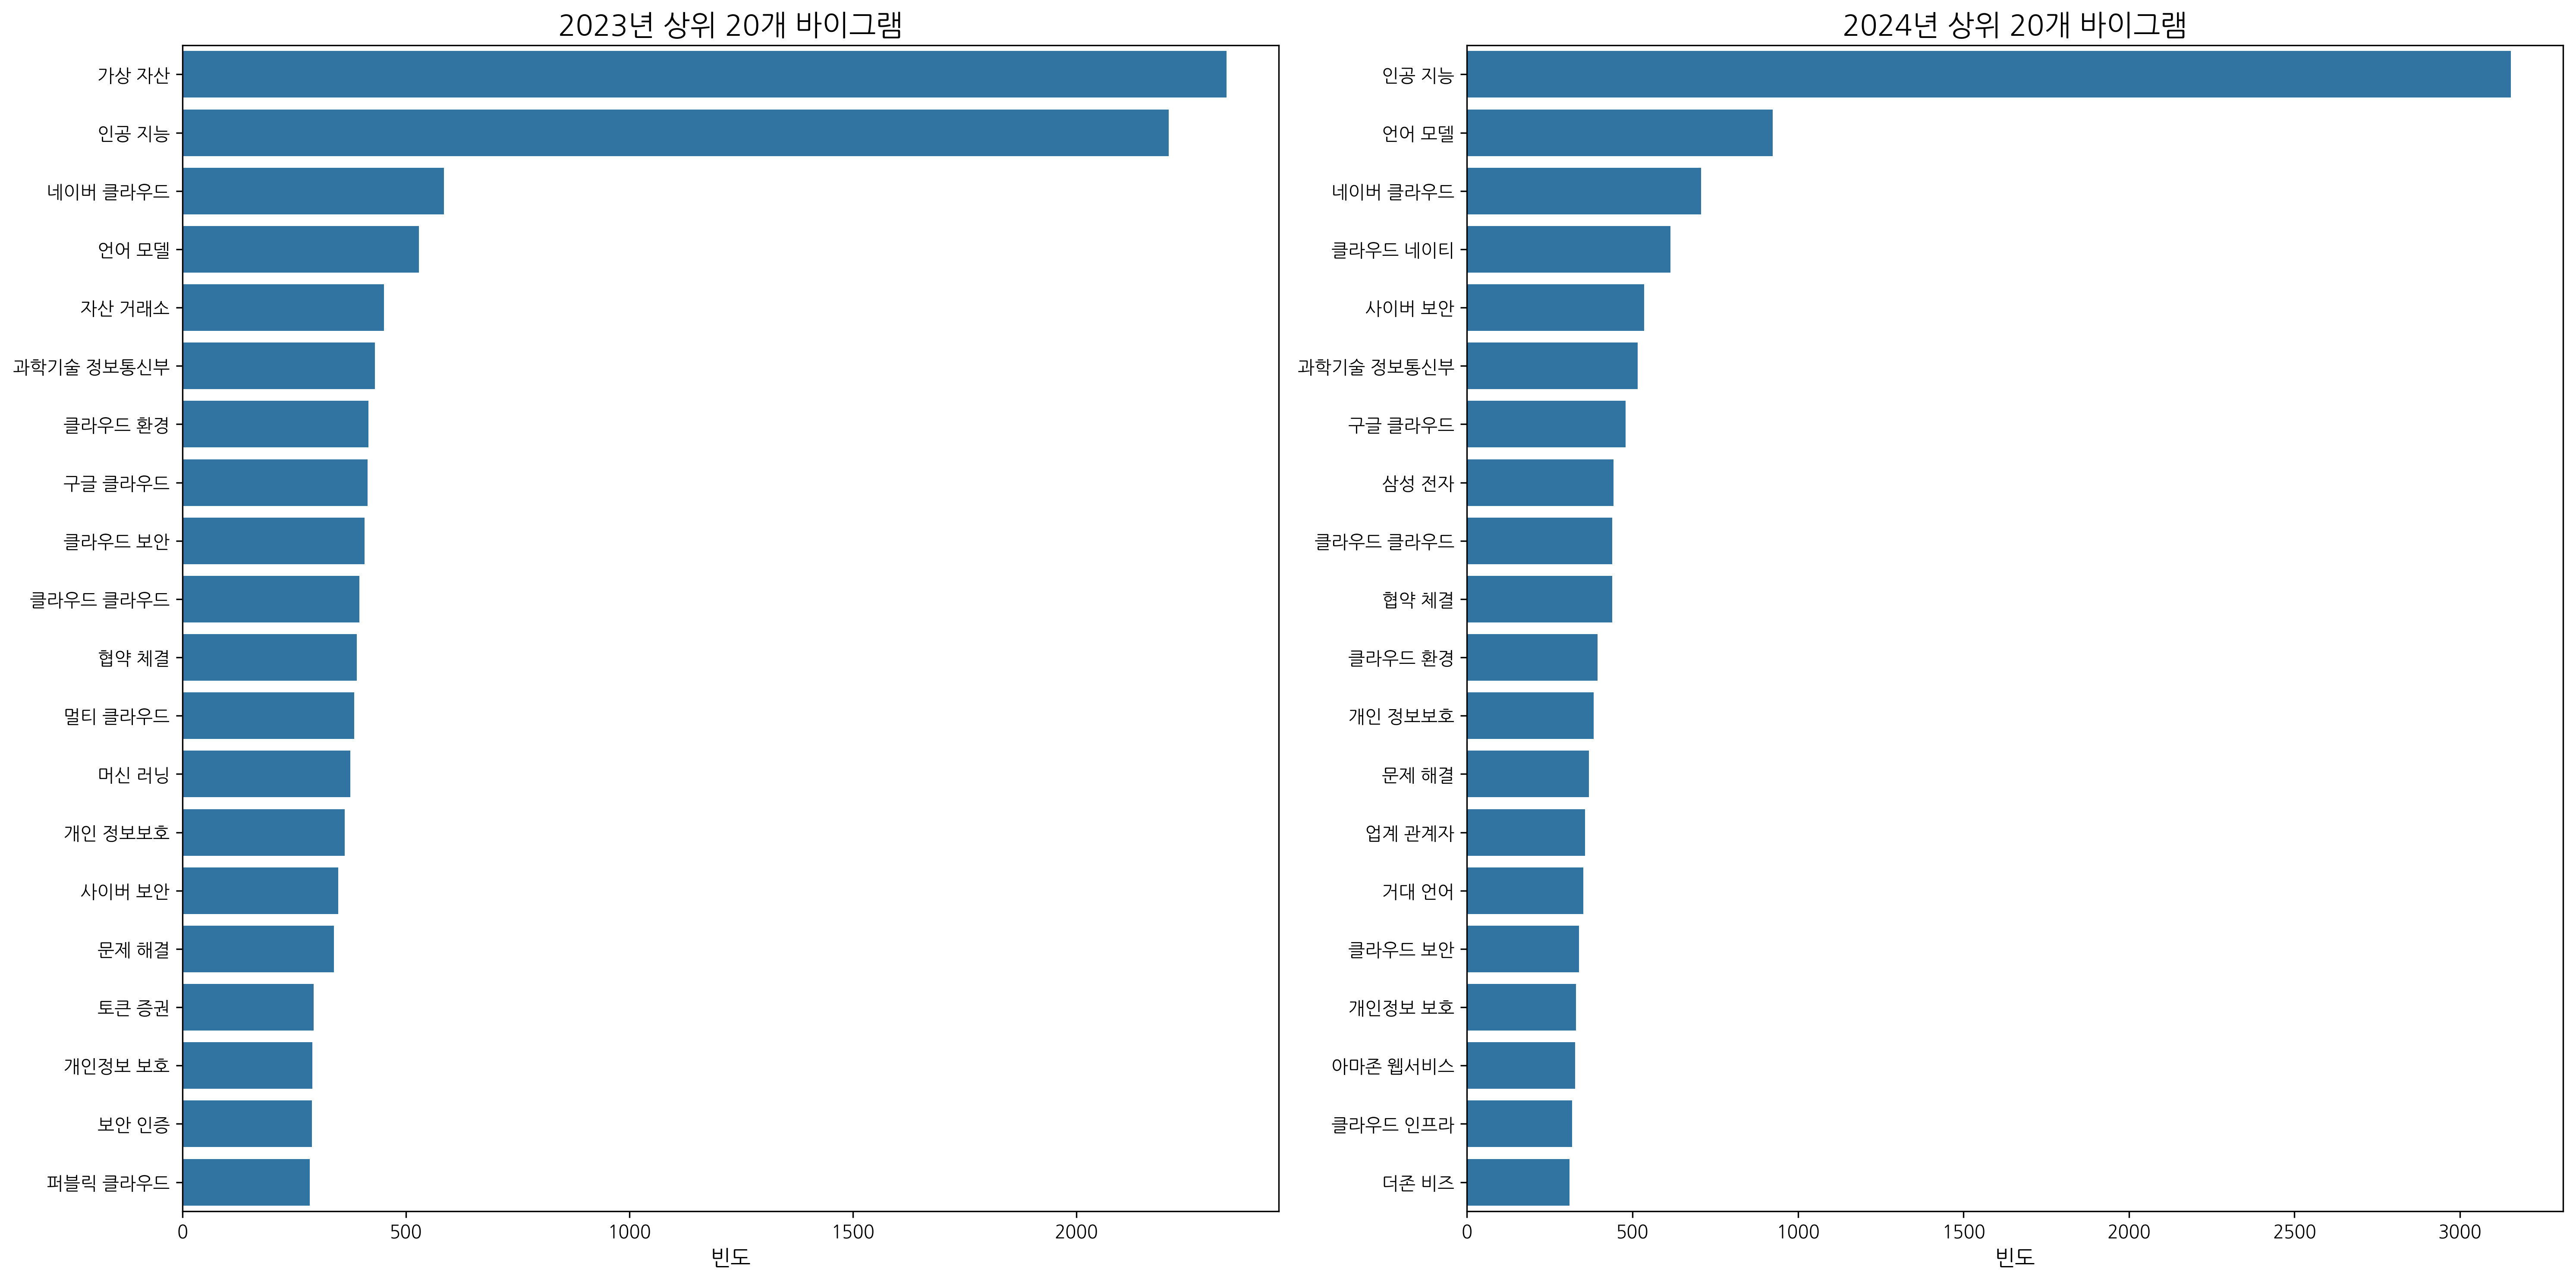 2023년 상위 20개 바이그램
가상 자산
인공 지능
네이버 클라우드
언어 모델
자산 거래소
과학기술 정보통신부
클라우드 환경
구글 클라우드
클라우드 보안
클라우드 클라우드
협약 체결
멀티 클라우드
머신 러닝
개인 정보보호
사이버 보안
문제 해결
토큰 증권
개인정보 보호
보안 인증
퍼블릭 클라우드
0 500 1000 1500 2000
빈도
2024년 상위 20개 바이그램
인공 지능
언어 모델
네이버 클라우드
클라우드 네이티
사이버 보안
과학기술 정보통신부
구글 클라우드
삼성 전자
클라우드 클라우드
협약 체결
클라우드 환경
개인 정보보호
문제 해결
업계 관계자
거대 언어
클라우드 보안
개인정보 보호
아마존 웹서비스
클라우드 인프라
더존 비즈
0 500 1000 1500 2000 2500 3000
빈도